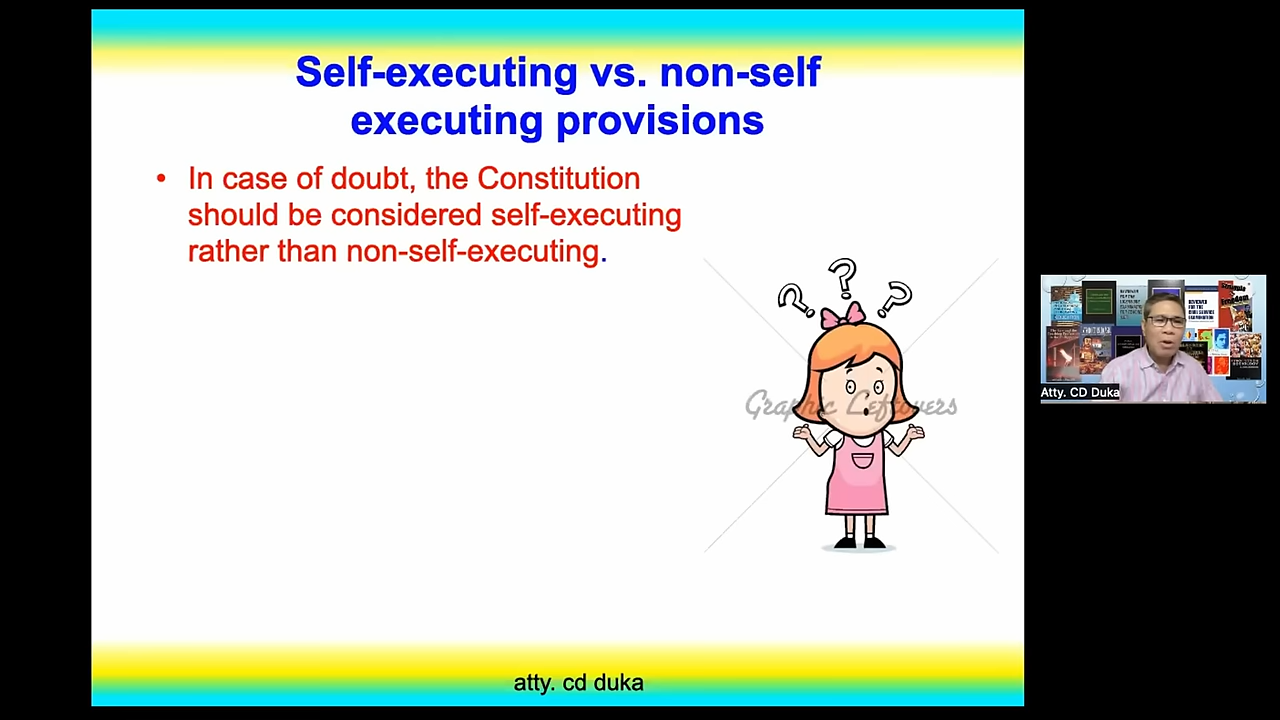 Self-executing vs. non-self
executing provisions
• In case of doubt, the Constitution
should be considered self-executing
rather than non-self-executing.
? ? ?
Graphic Leftovers
Atty. CD Duka
atty. cd duka